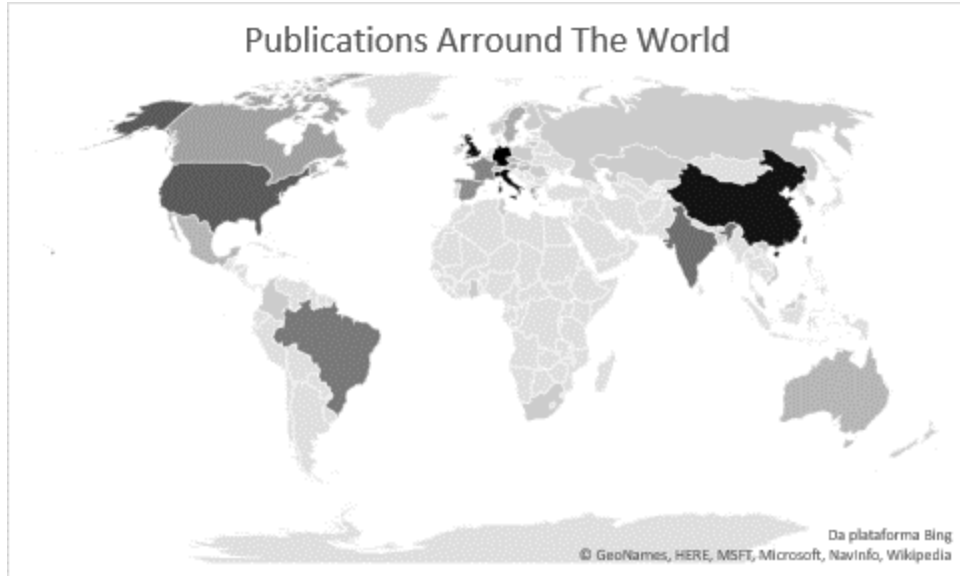 Publications Arround The World
Da plataforma Bing
© GeoNames, HERE, MSFT, Microsoft, NavInfo, Wikipedia